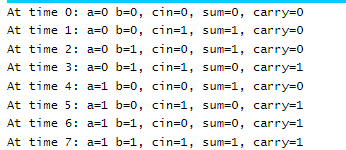 At time 0: a=0 b=0, cin=0, sum=0, carry=0
At time 1: a=0 b=0, cin=1, sum=1, carry=0
At time 2: a=0 b=1, cin=0, sum=1, carry=0
At time 3: a=0 b=1, cin=1, sum=0, carry=1
At time 4: a=1 b=0, cin=0, sum=1, carry=0
At time 5: a=1 b=0, cin=1, sum=0, carry=1
At time 6: a=1 b=1, cin=0, sum=0, carry=1
At time 7: a=1 b=1, cin=1, sum=1, carry=1